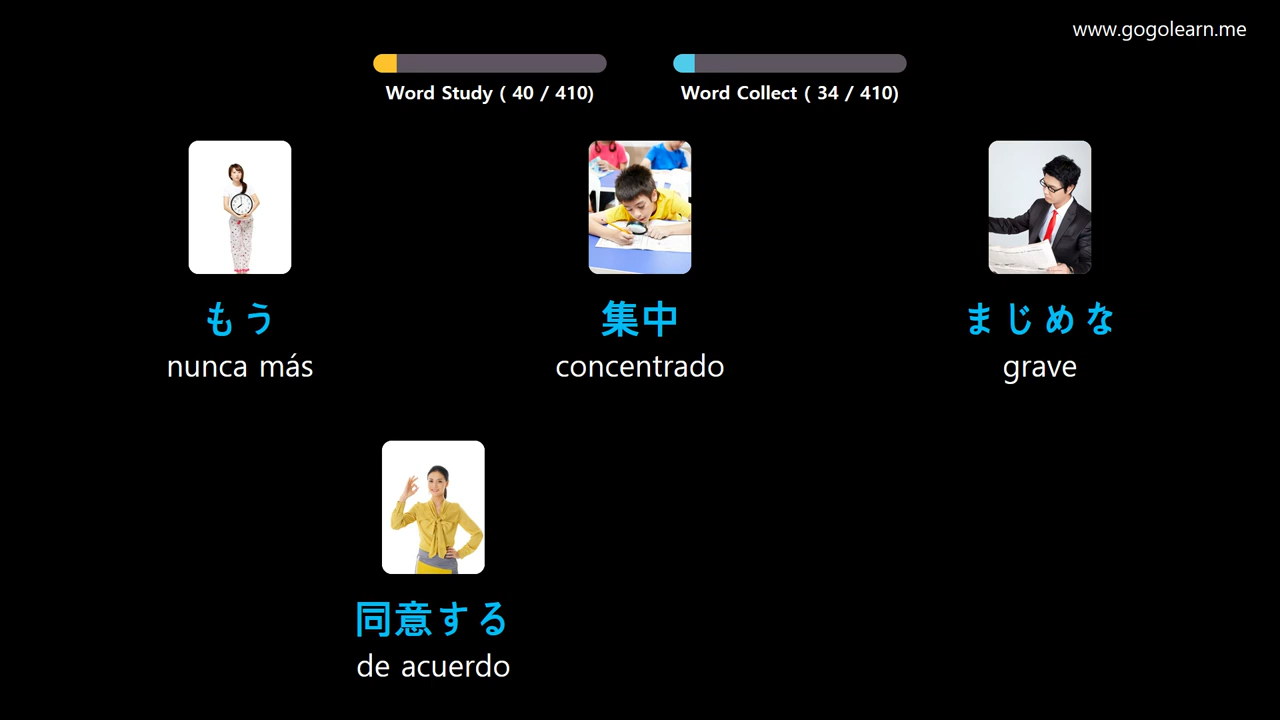 www.gogolearn.me
Word Study ( 40 / 410)
Word Collect ( 34 / 410)
もう
nunca más
集中
concentrado
まじめな
grave
同意する
de acuerdo